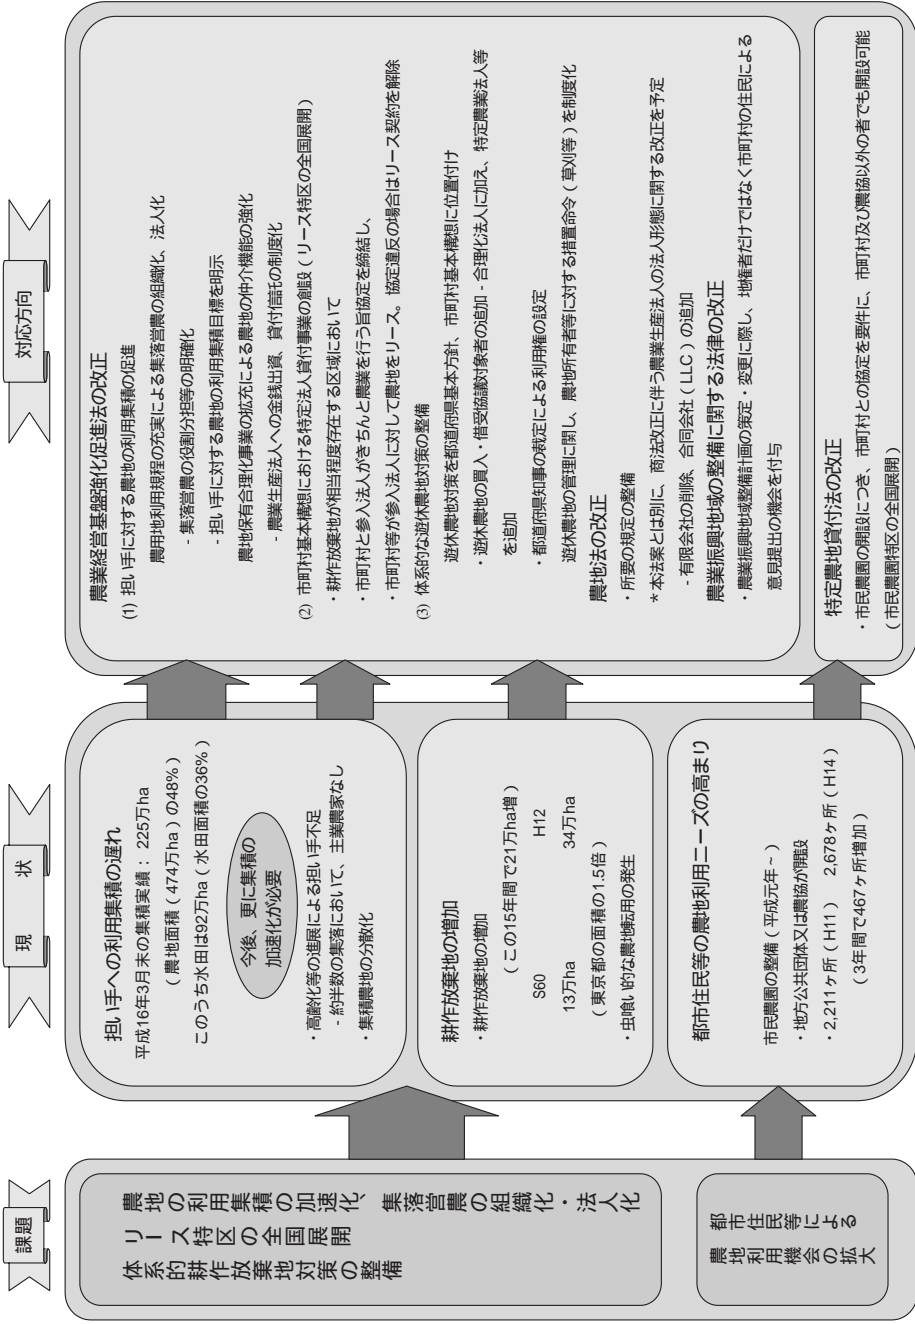 課題
農地の利用集積の加速化、集落営農の組織化・法人化
リース特区の全国展開
体系的耕作放棄地対策の整備
都市住民等による
農地利用機会の拡大
現状
担い手への利用集積の遅れ
平成16年3月末の集積実績：225万ha
（農地面積（474万ha）の48%）
このうち水田は92万ha（水田面積の36%）
今後、更に集積の
加速化が必要
・高齢化等の進展による担い手不足
- 約半数の集落において、主業農家なし
・集積農地の分散化
耕作放棄地の増加
・耕作放棄地の増加
（この15年間で21万ha増）
S60 H12
13万ha 34万ha
（東京都の面積の1.5倍）
・虫喰い的な農地転用の発生
都市住民等の農地利用ニーズの高まり
市民農園の整備（平成元年～）
・地方公共団体又は農協が開設
・2,211ヶ所（H11） 2,678ヶ所（H14）
（3年間で467ヶ所増加）
対応方向
農業経営基盤強化促進法の改正
(1) 担い手に対する農地の利用集積の促進
農用地利用規程の充実による集落営農の組織化、法人化
- 集落営農の役割分担等の明確化
- 担い手に対する農地の利用集積目標を明示
農地保有合理化事業の拡充による農地の仲介機能の強化
- 農業生産法人への金銭出資、貸付信託の制度化
(2) 市町村基本構想における特定法人貸付事業の創設（リース特区の全国展開）
・耕作放棄地が相当程度存在する区域において
・市町村と参入法人がきちんと農業を行う旨協定を締結し、
・市町村等が参入法人に対して農地をリース。協定違反の場合はリース契約を解除
(3) 体系的な遊休農地対策の整備
遊休農地対策を都道府県基本方針、市町村基本構想に位置付け
・遊休農地の買入・借受協議対象者の追加 - 合理化法人に加え、特定農業法人等
を追加
・都道府県知事の裁定による利用権の設定
遊休農地の管理に関し、農地所有者等に対する措置命令（草刈等）を制度化
農地法の改正
・所要の規定の整備
*本法案とは別に、商法改正に伴う農業生産法人の法人形態に関する改正を予定
- 有限会社の削除、合同会社（LLC）の追加
農業振興地域の整備に関する法律の改正
・農業振興地域整備計画の策定・変更に際し、地権者だけではなく市町村の住民による
意見提出の機会を付与
特定農地貸付法の改正
・市民農園の開設につき、市町村との協定を要件に、市町村及び農協以外の者でも開設可能
（市民農園特区の全国展開）